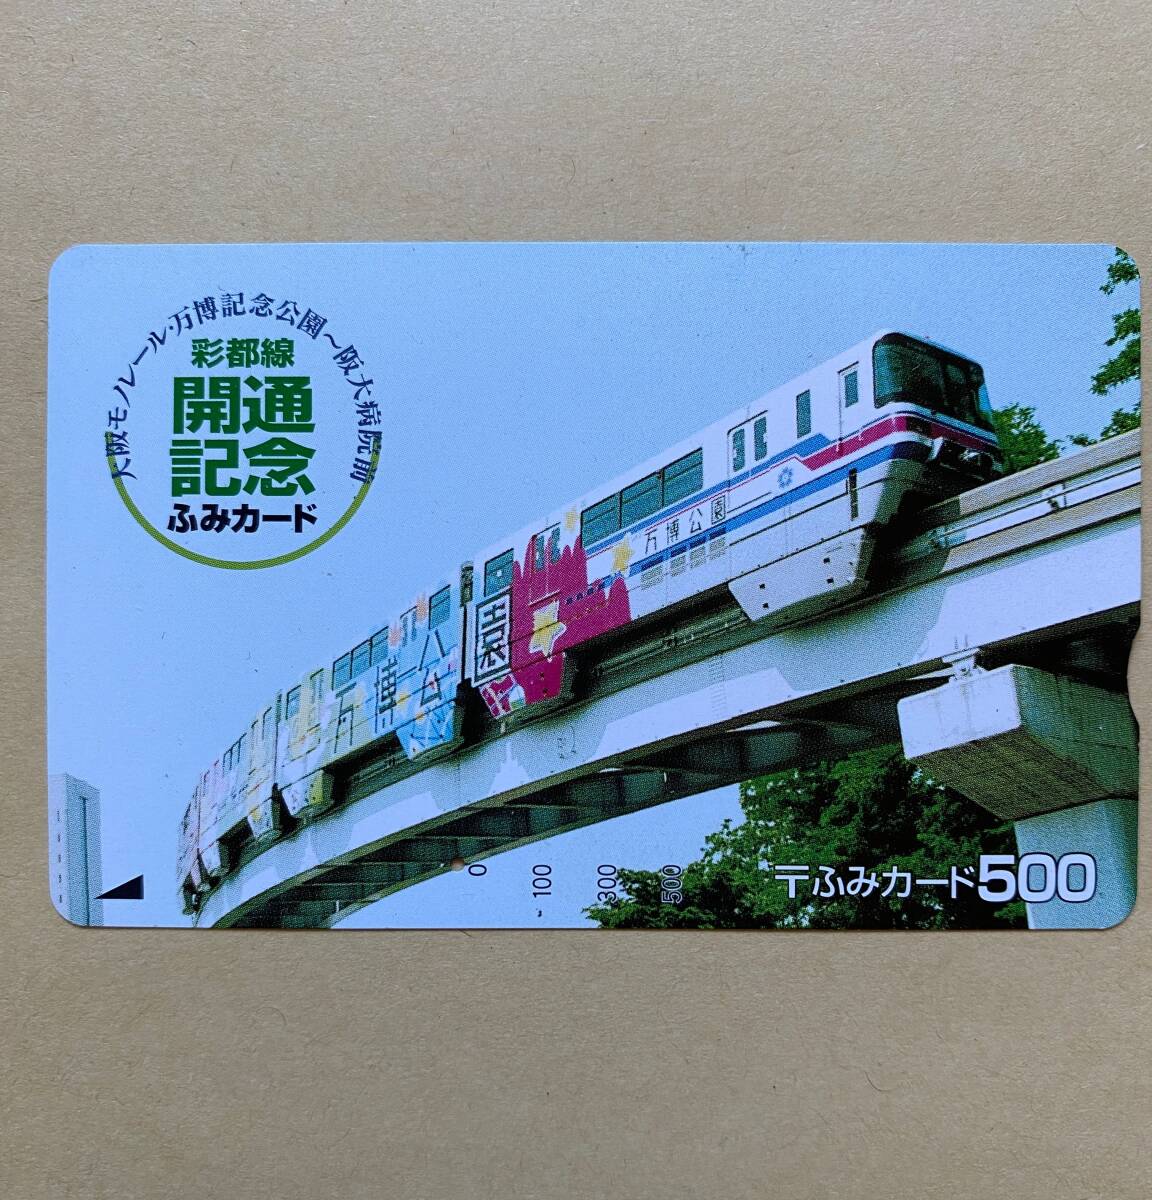 大阪モノレール・万博記念公園~阪大病院前
彩都線
開通
記念
ふみカード
万博公園
万博公
園
0
100
300
500
〒ふみカード500